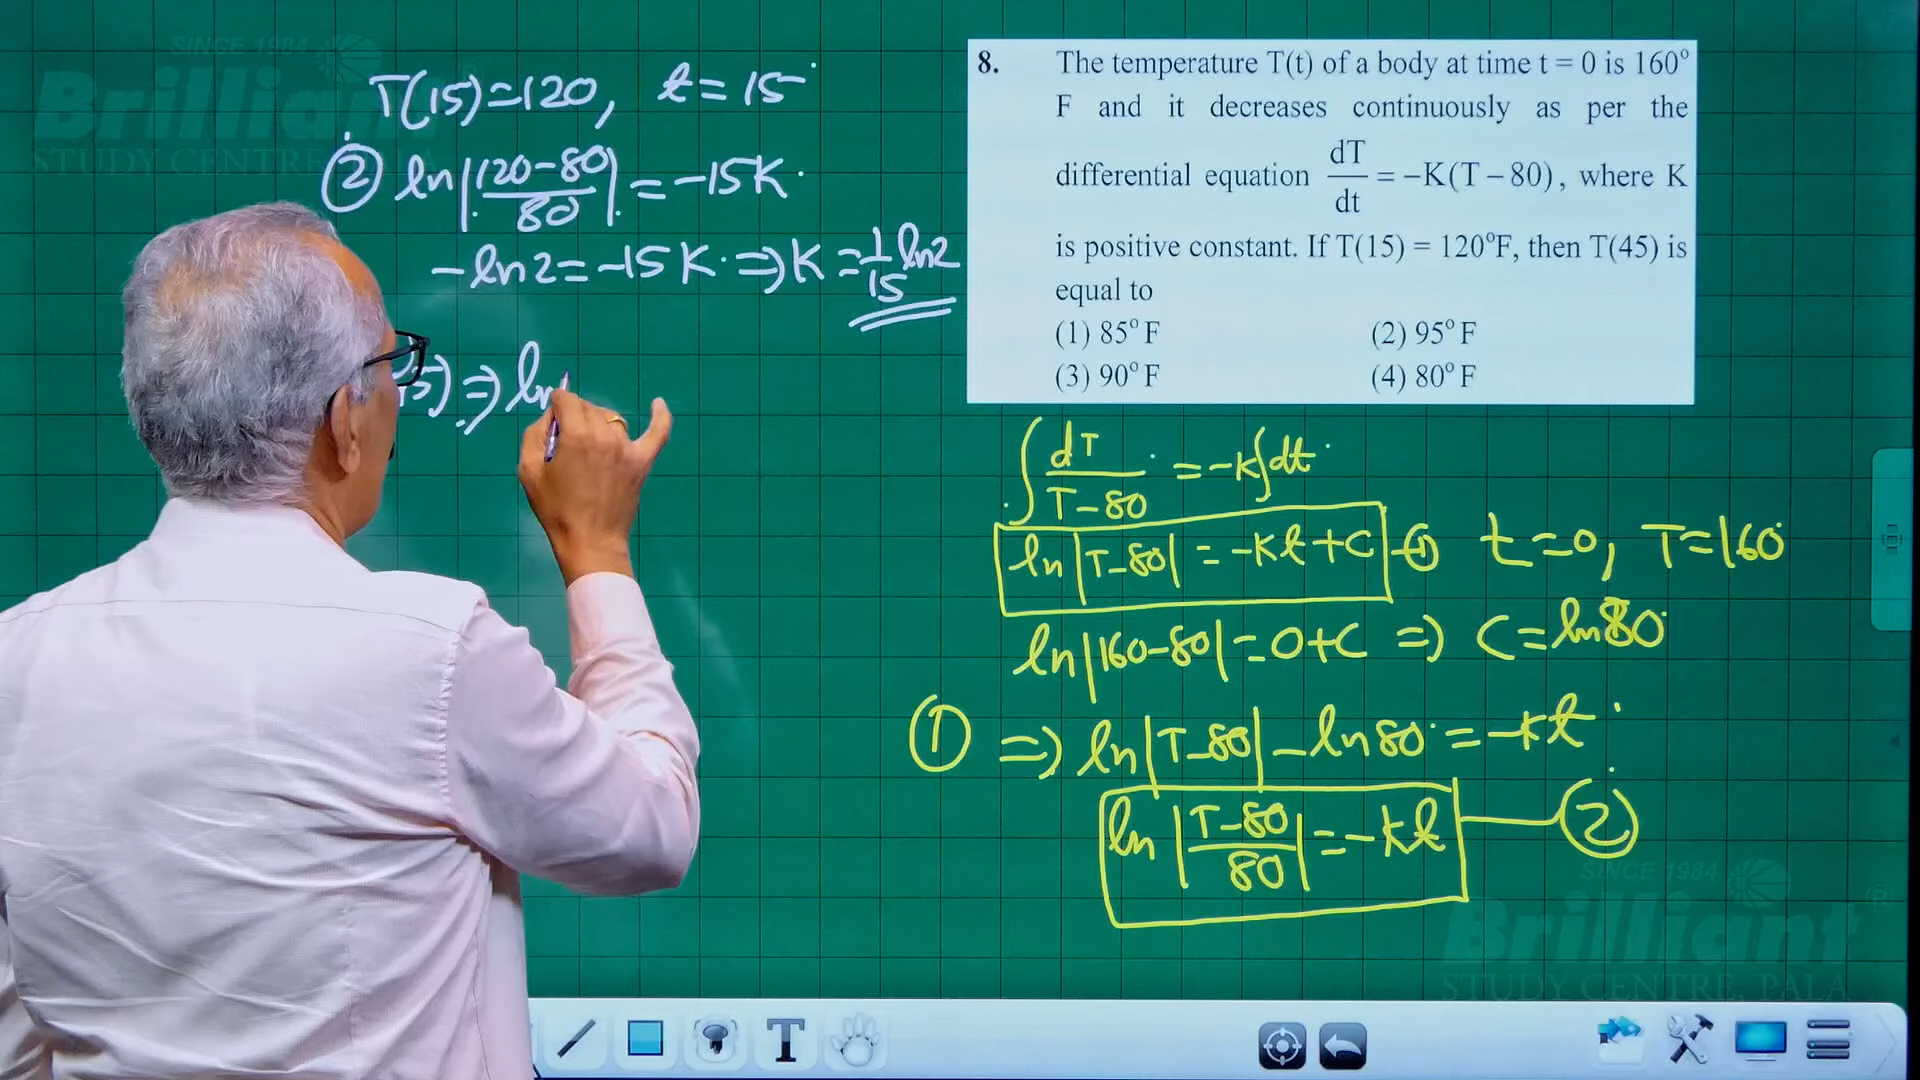 SINCE 1984
Brilliant
STUDY CENTRE, PALA
T(15)=120, t=15
② ln|120-80/80| = -15K
-ln2 = -15K ⇒ K = 1/15 ln2
⇒ ln
8. The temperature T(t) of a body at time t = 0 is 160°
F and it decreases continuously as per the
differential equation dT/dt = –K(T – 80), where K
is positive constant. If T(15) = 120°F, then T(45) is
equal to
(1) 85° F (2) 95° F
(3) 90° F (4) 80° F
∫ dT/T-80 = -K∫dt
ln|T-80| = -Kt+C ① t=0, T=160
ln|160-80| = 0+C ⇒ C = ln80
① ⇒ ln|T-80| - ln80 = -Kt
ln|T-80/80| = -Kt ②
SINCE 1984
Brilliant®
STUDY CENTRE, PALA
T